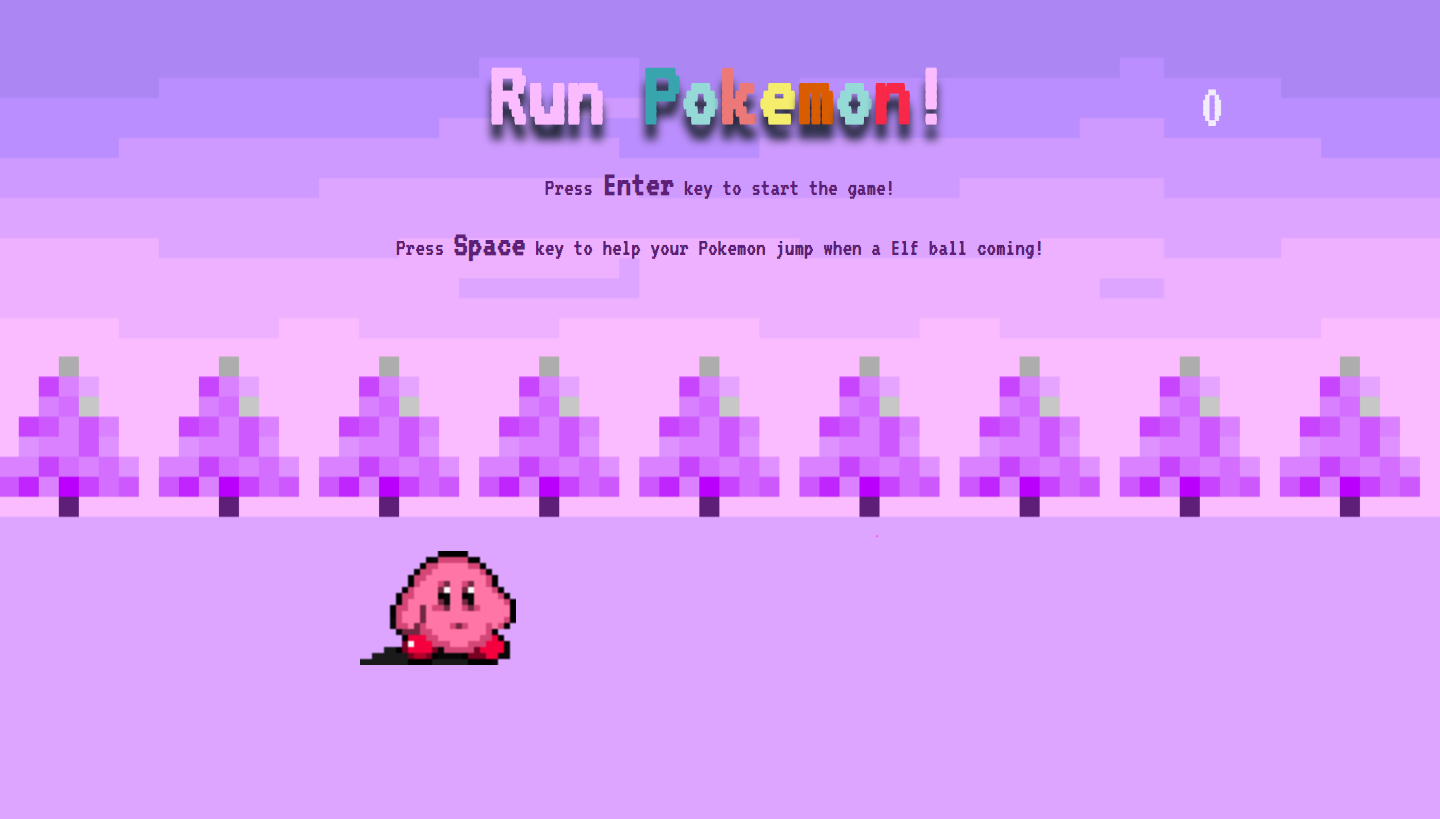 Run Pokemon!
0
Press Enter key to start the game!
Press Space key to help your Pokemon jump when a Elf ball coming!